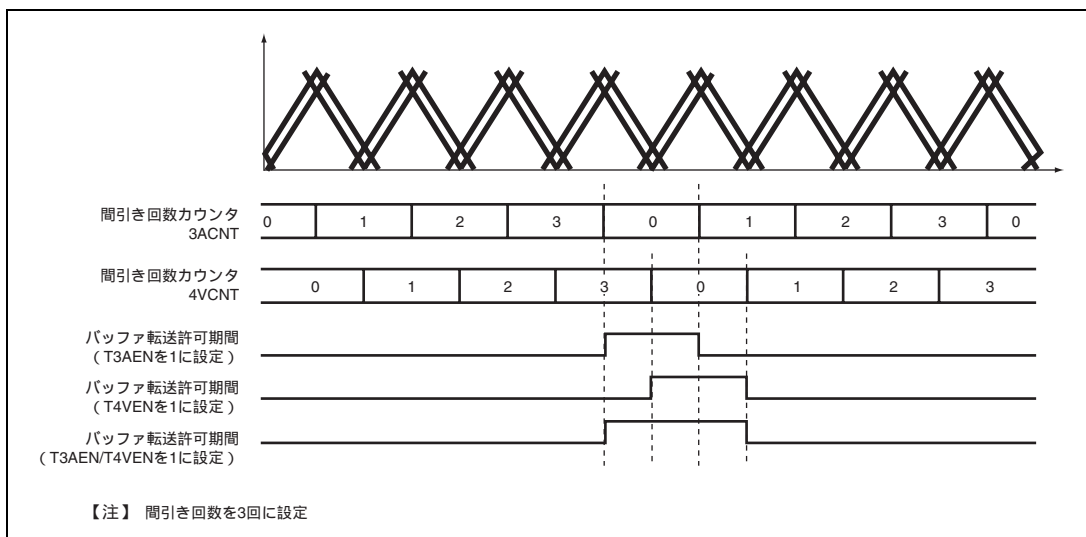 間引き回数カウンタ
3ACNT
0 1 2 3 0 1 2 3 0
間引き回数カウンタ
4VCNT
0 1 2 3 0 1 2 3
バッファ転送許可期間
（T3AENを1に設定）
バッファ転送許可期間
（T4VENを1に設定）
バッファ転送許可期間
（T3AEN/T4VENを1に設定）
【注】 間引き回数を3回に設定